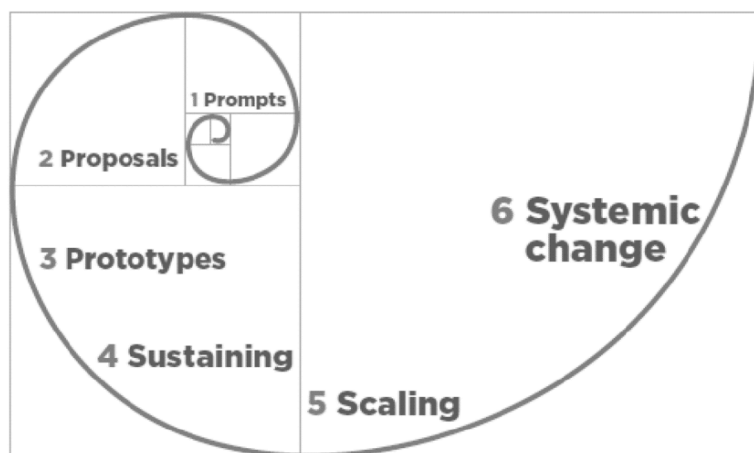 1 Prompts
2 Proposals
3 Prototypes
4 Sustaining
5 Scaling
6 Systemic
change